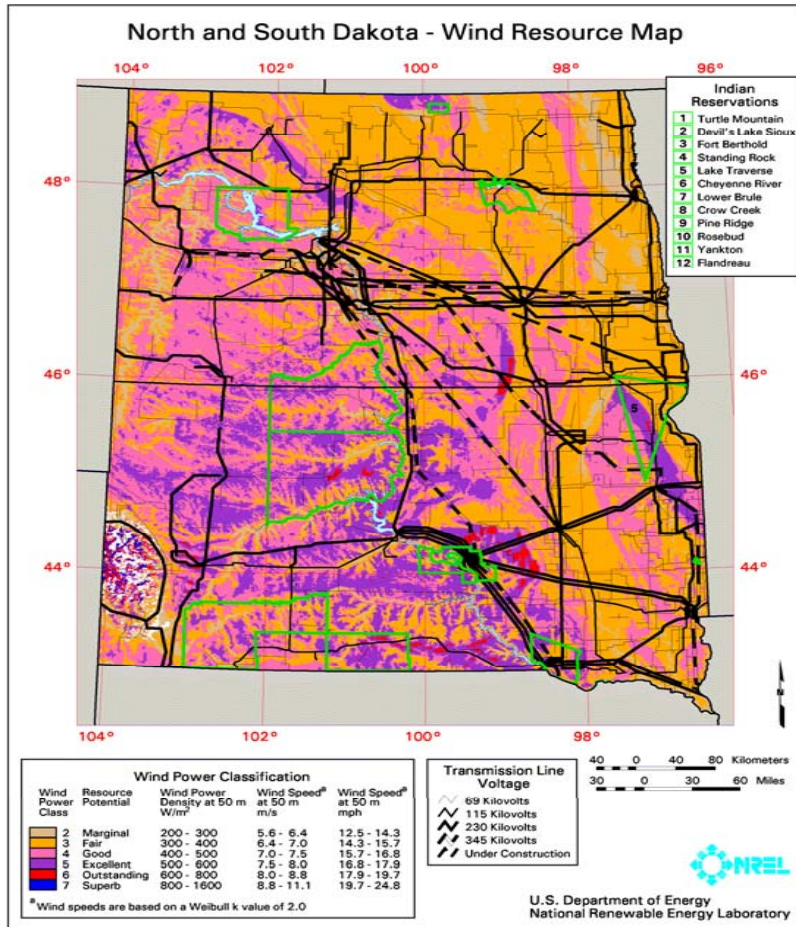 North and South Dakota - Wind Resource Map
104° 102° 100° 98° 96°
Indian
Reservations
1 Turtle Mountain
2 Devil's Lake Sioux
3 Fort Berthold
4 Standing Rock
5 Lake Traverse
6 Cheyenne River
7 Lower Brule
8 Crow Creek
9 Pine Ridge
10 Rosebud
11 Yankton
12 Flandreau
48° 48°
46° 46°
5
44° 44°
104° 102° 100° 98°
N
Wind Power Classification
Wind Power Class Resource Potential Wind Power Density at 50 m W/m² Wind Speedª at 50 m m/s Wind Speedª at 50 m mph
2 Marginal 200 - 300 5.6 - 6.4 12.5 - 14.3
3 Fair 300 - 400 6.4 - 7.0 14.3 - 15.7
4 Good 400 - 500 7.0 - 7.5 15.7 - 16.8
5 Excellent 500 - 600 7.5 - 8.0 16.8 - 17.9
6 Outstanding 600 - 800 8.0 - 8.8 17.9 - 19.7
7 Superb 800 - 1600 8.8 - 11.1 19.7 - 24.8
ª Wind speeds are based on a Weibull k value of 2.0
Transmission Line
Voltage
69 Kilovolts
115 Kilovolts
230 Kilovolts
345 Kilovolts
Under Construction
40 0 40 80 Kilometers
30 0 30 60 Miles
NREL
U.S. Department of Energy
National Renewable Energy Laboratory